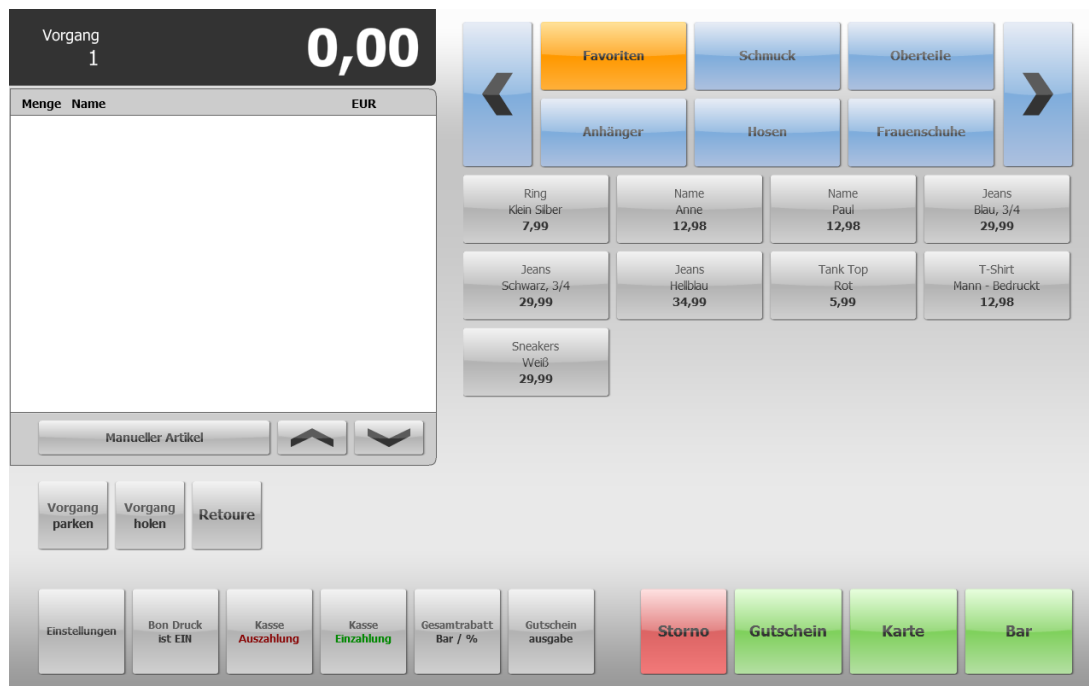 Vorgang
1
0,00
Menge Name EUR
Manueller Artikel
Vorgang
parken
Vorgang
holen
Retoure
Favoriten
Schmuck
Oberteile
Anhänger
Hosen
Frauenschuhe
Ring
Klein Silber
7,99
Name
Anne
12,98
Name
Paul
12,98
Jeans
Blau, 3/4
29,99
Jeans
Schwarz, 3/4
29,99
Jeans
Hellblau
34,99
Tank Top
Rot
5,99
T-Shirt
Mann - Bedruckt
12,98
Sneakers
Weiß
29,99
Einstellungen
Bon Druck
ist EIN
Kasse
Auszahlung
Kasse
Einzahlung
Gesamtrabatt
Bar / %
Gutschein
ausgabe
Storno
Gutschein
Karte
Bar